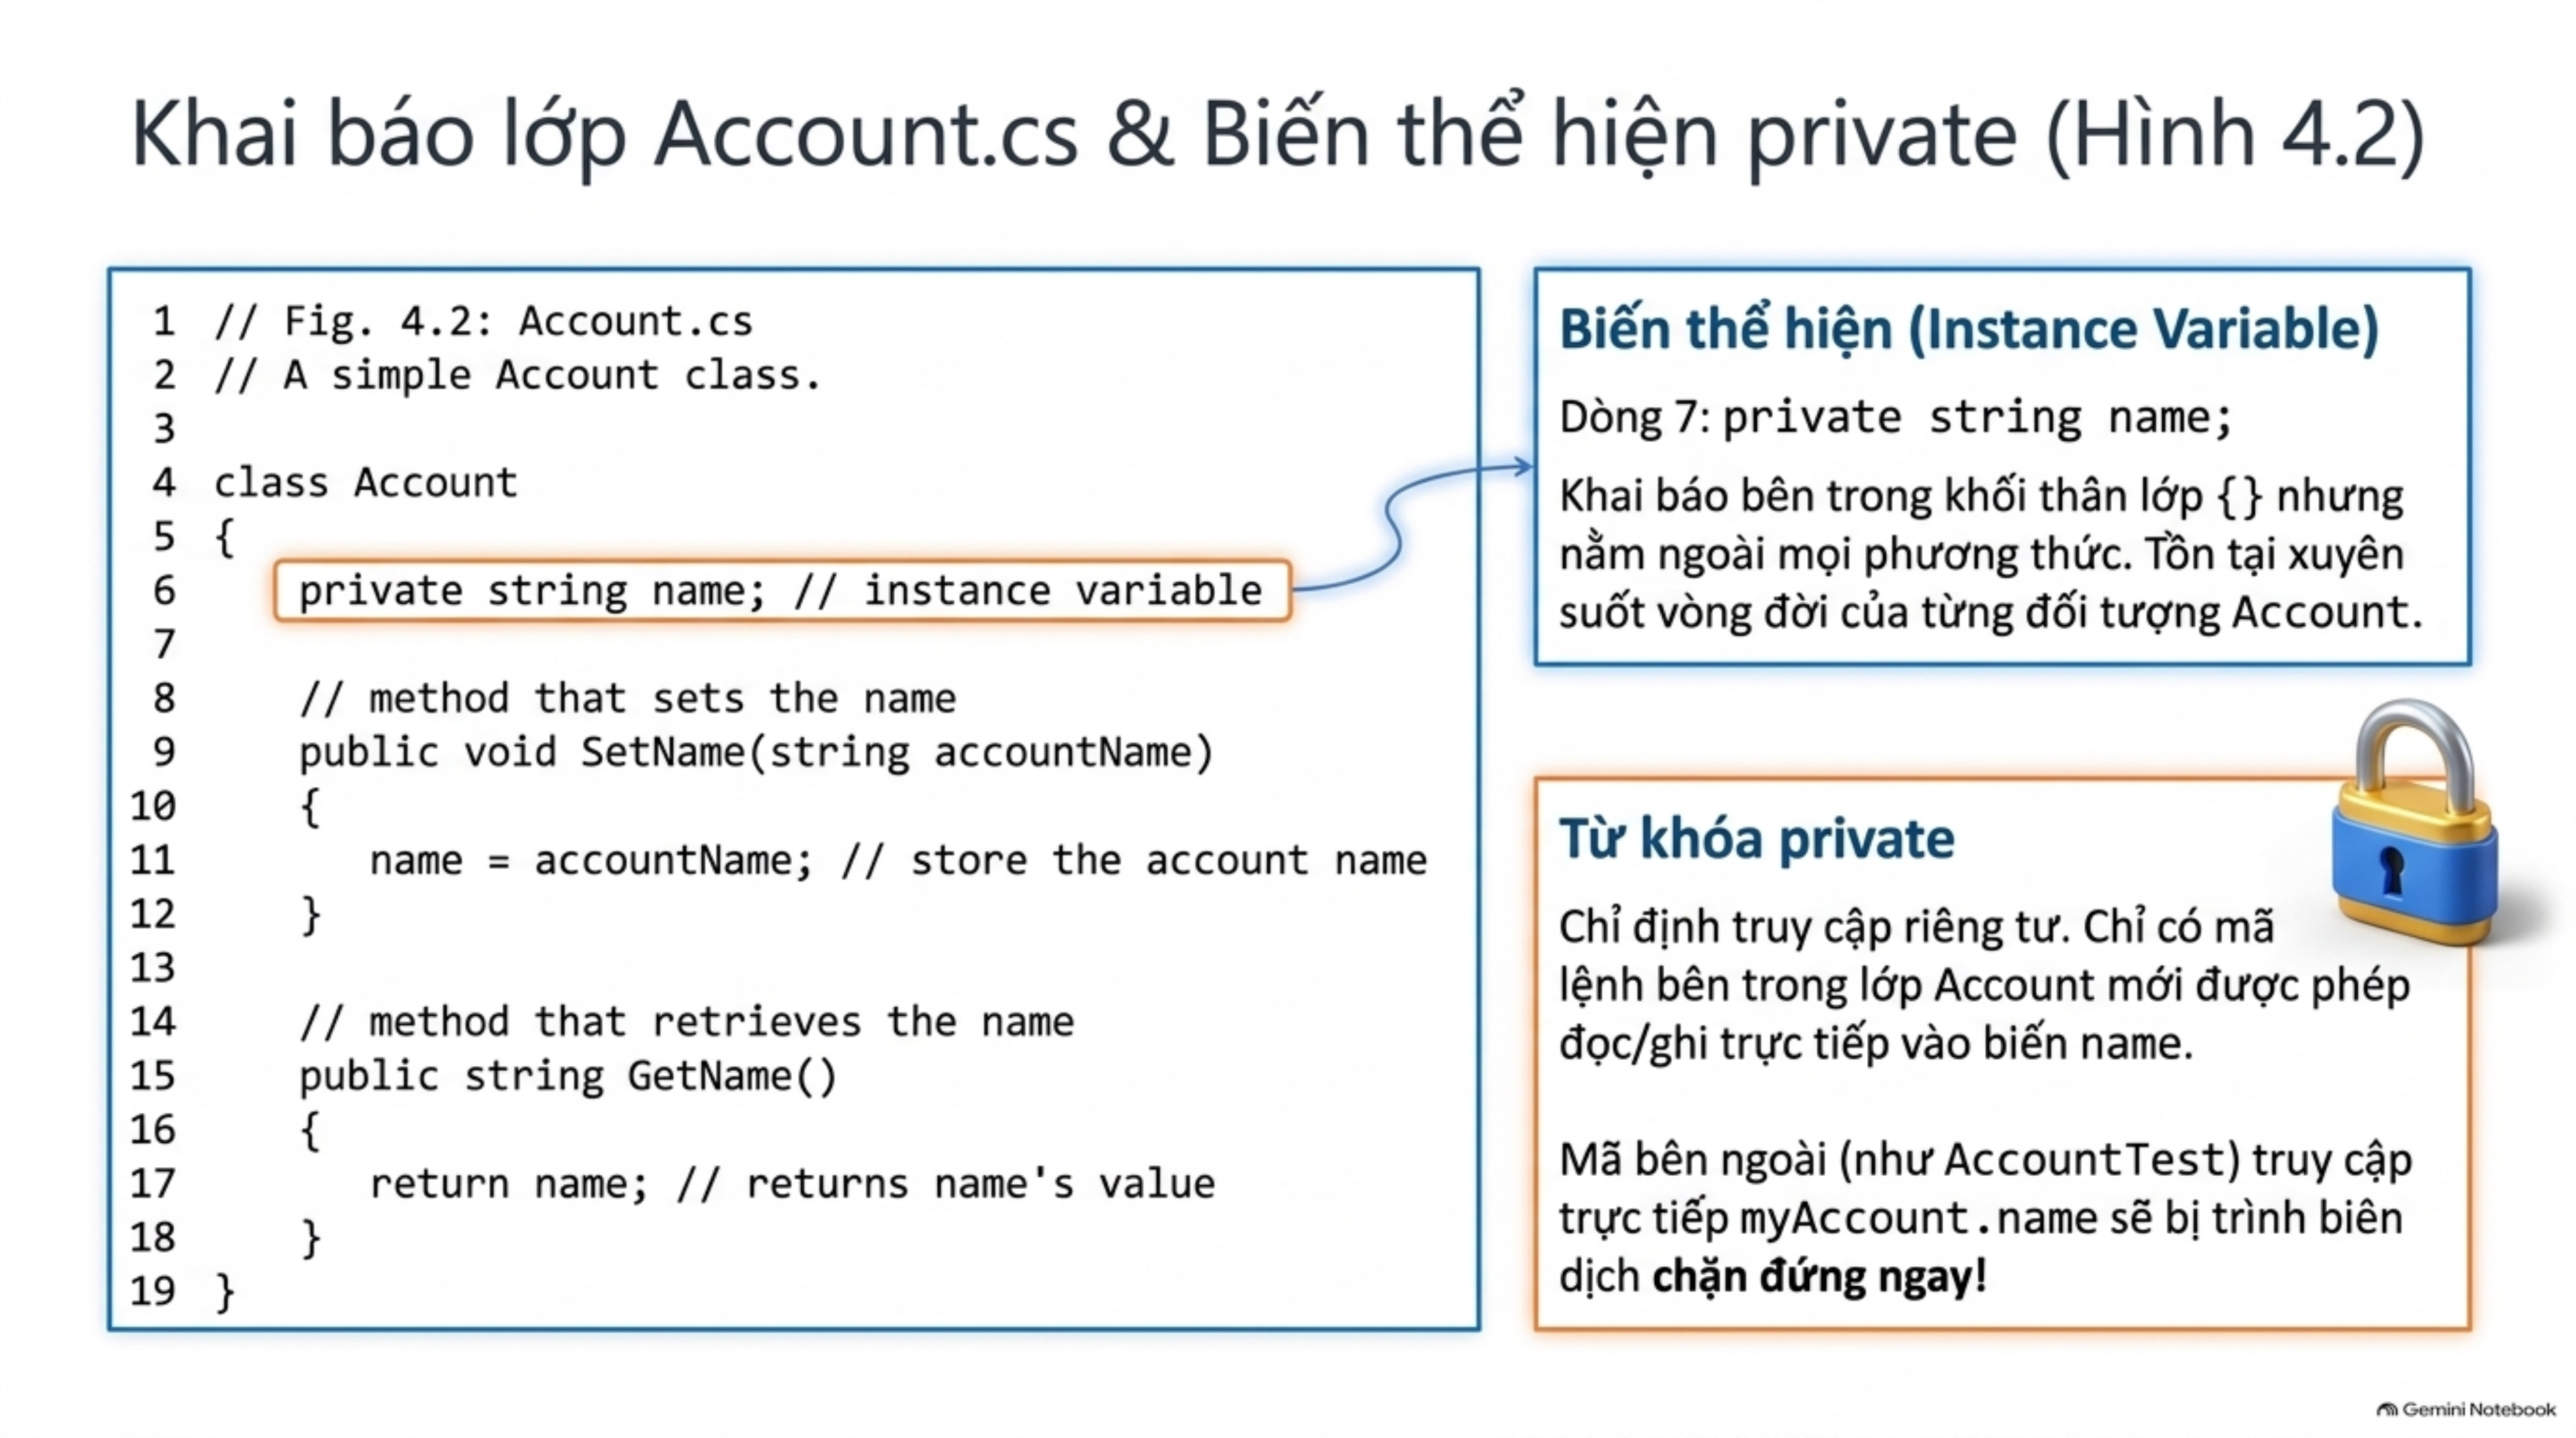 Khai báo lớp Account.cs & Biến thể hiện private (Hình 4.2)
1 // Fig. 4.2: Account.cs
2 // A simple Account class.
3
4 class Account
5 {
6 private string name; // instance variable
7
8 // method that sets the name
9 public void SetName(string accountName)
10 {
11 name = accountName; // store the account name
12 }
13
14 // method that retrieves the name
15 public string GetName()
16 {
17 return name; // returns name's value
18 }
19 }
Biến thể hiện (Instance Variable)
Dòng 7: private string name;
Khai báo bên trong khối thân lớp {} nhưng
nằm ngoài mọi phương thức. Tồn tại xuyên
suốt vòng đời của từng đối tượng Account.
Từ khóa private
Chỉ định truy cập riêng tư. Chỉ có mã
lệnh bên trong lớp Account mới được phép
đọc/ghi trực tiếp vào biến name.
Mã bên ngoài (như AccountTest) truy cập
trực tiếp myAccount.name sẽ bị trình biên
dịch chặn đứng ngay!
Gemini Notebook